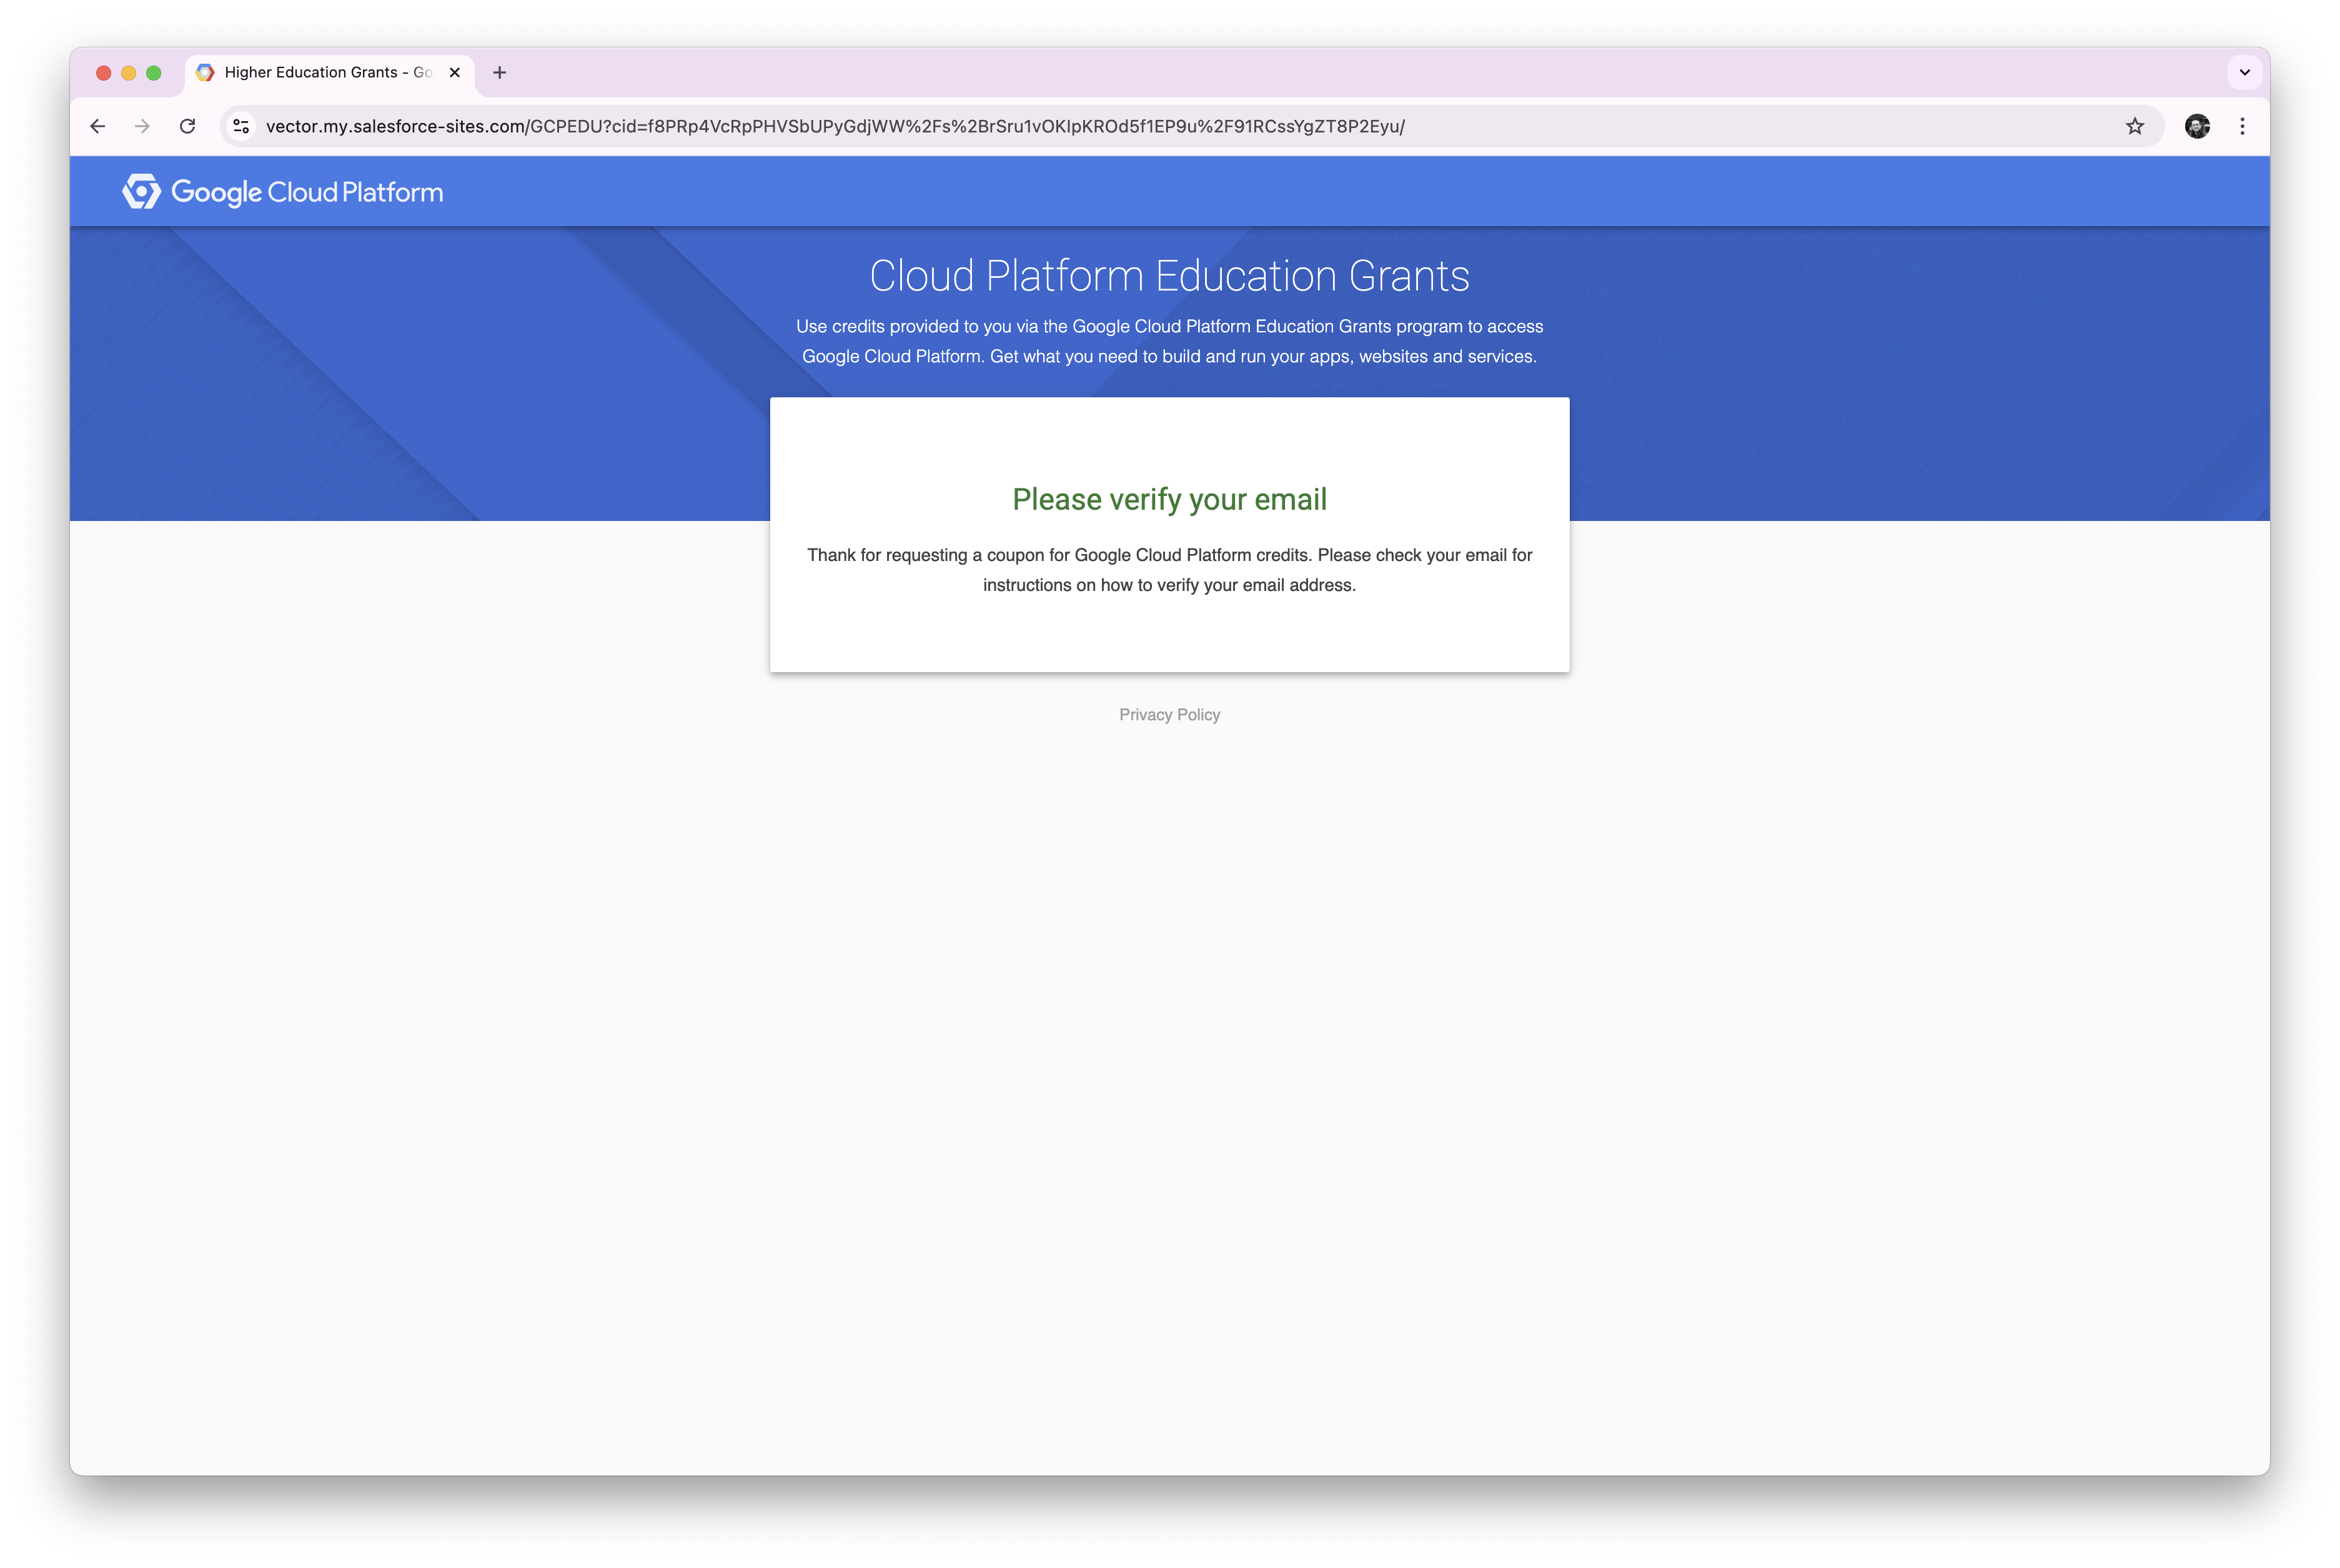 Higher Education Grants - Go
vector.my.salesforce-sites.com/GCPEDU?cid=f8PRp4VcRpPHVSbUPyGdjWW%2Fs%2BrSru1vOKIpKROd5f1EP9u%2F91RCssYgZT8P2Eyu/
Google Cloud Platform
Cloud Platform Education Grants
Use credits provided to you via the Google Cloud Platform Education Grants program to access
Google Cloud Platform. Get what you need to build and run your apps, websites and services.
Please verify your email
Thank for requesting a coupon for Google Cloud Platform credits. Please check your email for
instructions on how to verify your email address.
Privacy Policy